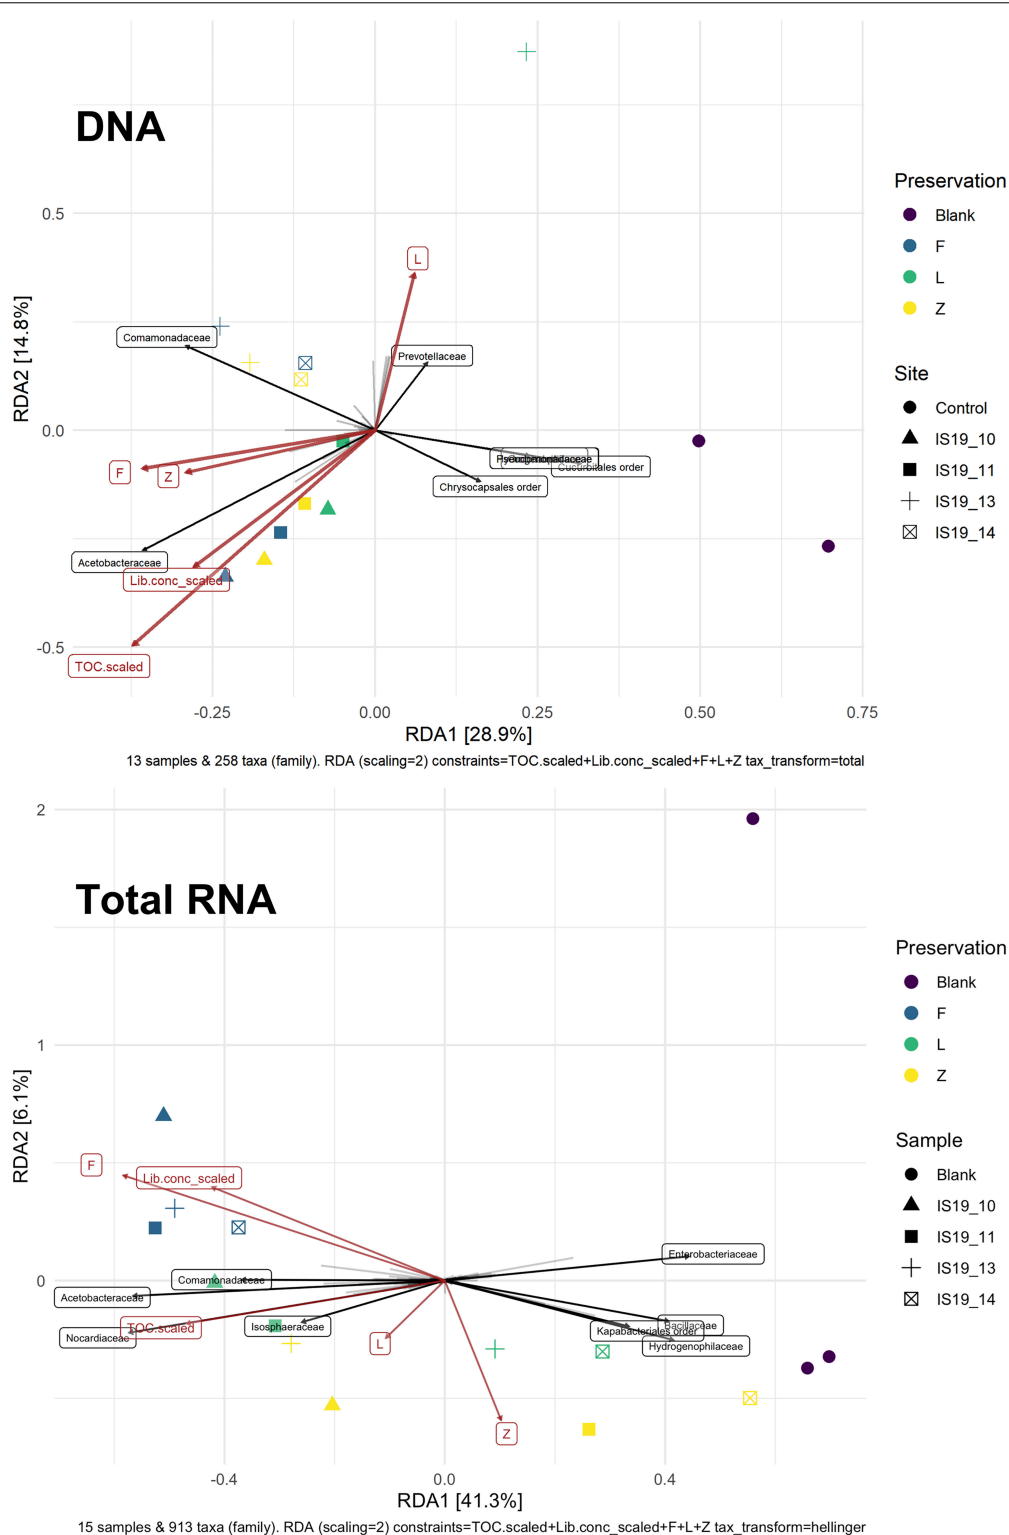 DNA
0.5
0.0
-0.5
RDA2 [14.8%]
L
Comamonadaceae
Prevotellaceae
F
Z
Chrysocapsales order
Acetobacteraceae
Lib.conc_scaled
TOC.scaled
-0.25
0.00
0.25
0.50
0.75
RDA1 [28.9%]
13 samples & 258 taxa (family). RDA (scaling=2) constraints=TOC.scaled+Lib.conc_scaled+F+L+Z tax_transform=total
Preservation
Blank
F
L
Z
Site
Control
IS19_10
IS19_11
IS19_13
IS19_14
Total RNA
2
1
0
RDA2 [6.1%]
F
Lib.conc_scaled
Enterobacteriaceae
Comamonadaceae
Acetobacteraceae
TOC.scaled
Nocardiaceae
Isosphaeraceae
L
Bacillaceae
Kapabacteriales order
Hydrogenophilaceae
Z
-0.4
0.0
0.4
RDA1 [41.3%]
15 samples & 913 taxa (family). RDA (scaling=2) constraints=TOC.scaled+Lib.conc_scaled+F+L+Z tax_transform=hellinger
Preservation
Blank
F
L
Z
Sample
Blank
IS19_10
IS19_11
IS19_13
IS19_14